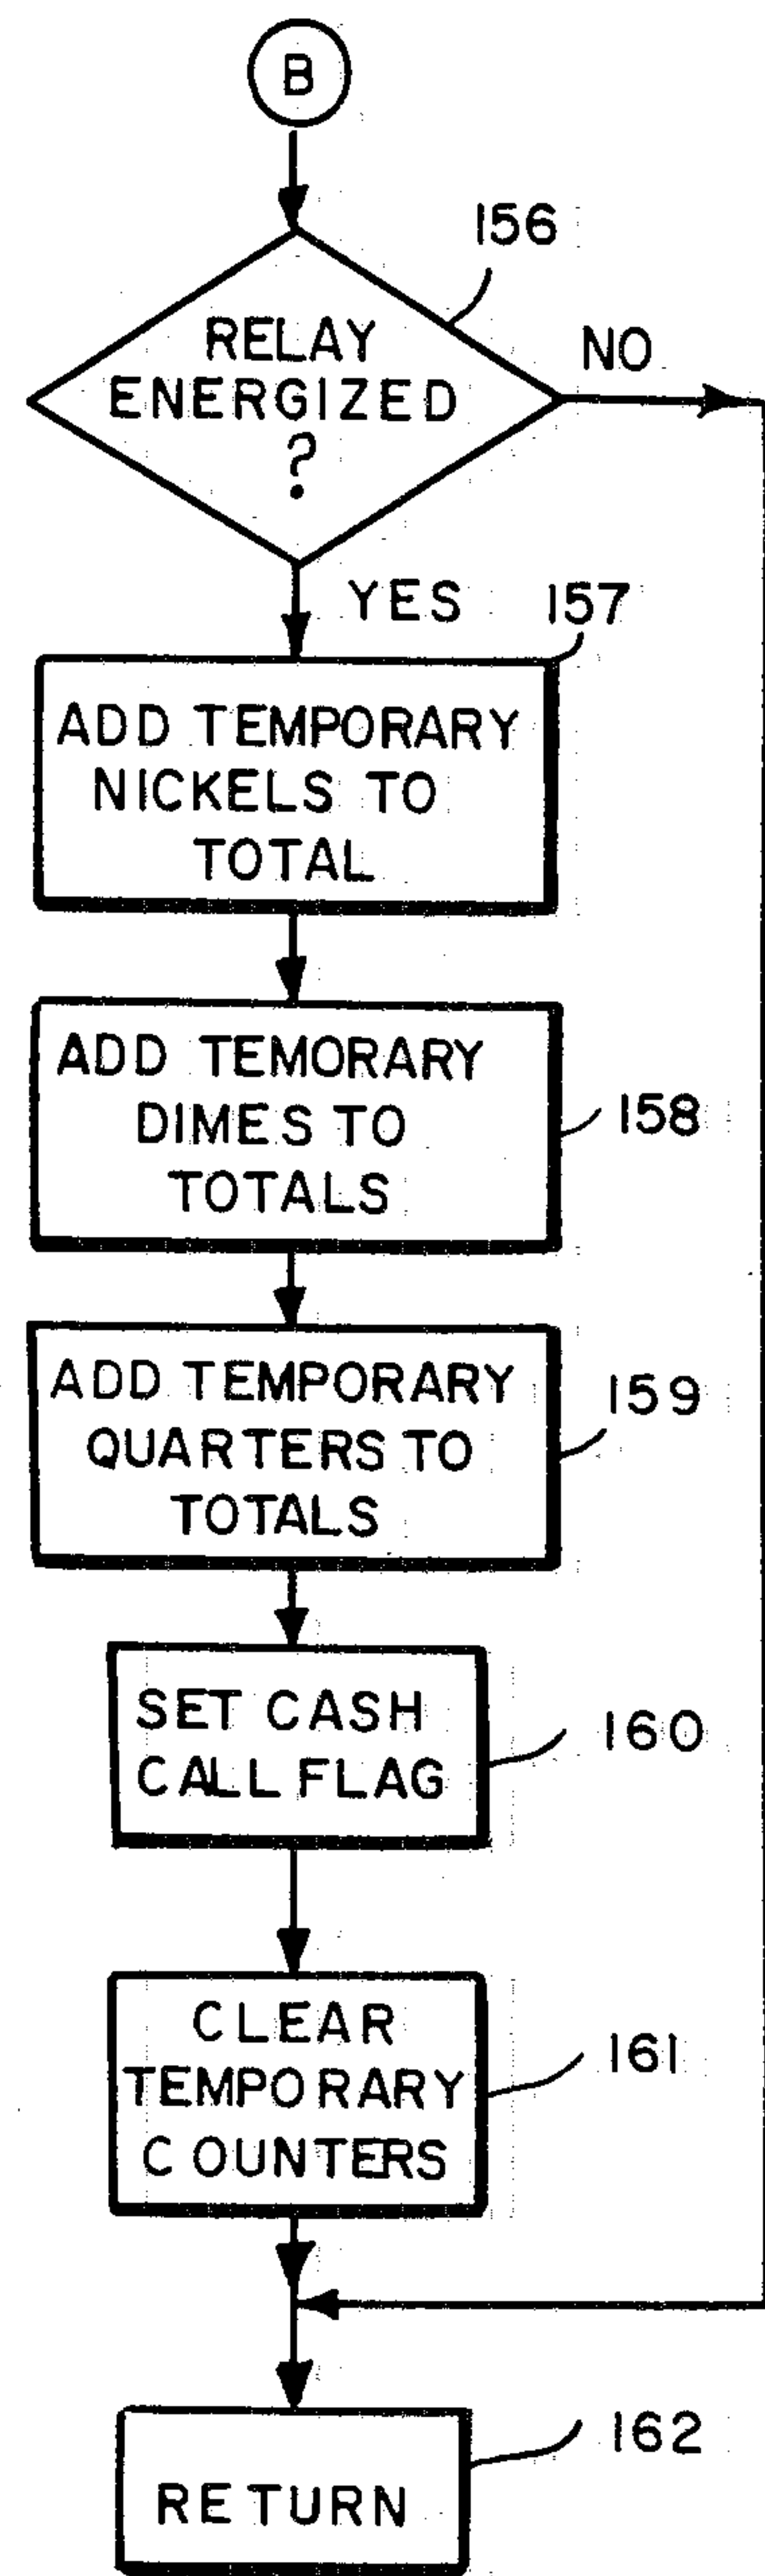 B
156
RELAY
ENERGIZED
?
NO
YES
157
ADD TEMPORARY
NICKELS TO
TOTAL
ADD TEMORARY
DIMES TO
TOTALS
158
ADD TEMPORARY
QUARTERS TO
TOTALS
159
SET CASH
CALL FLAG
160
CLEAR
TEMPORARY
COUNTERS
161
RETURN
162